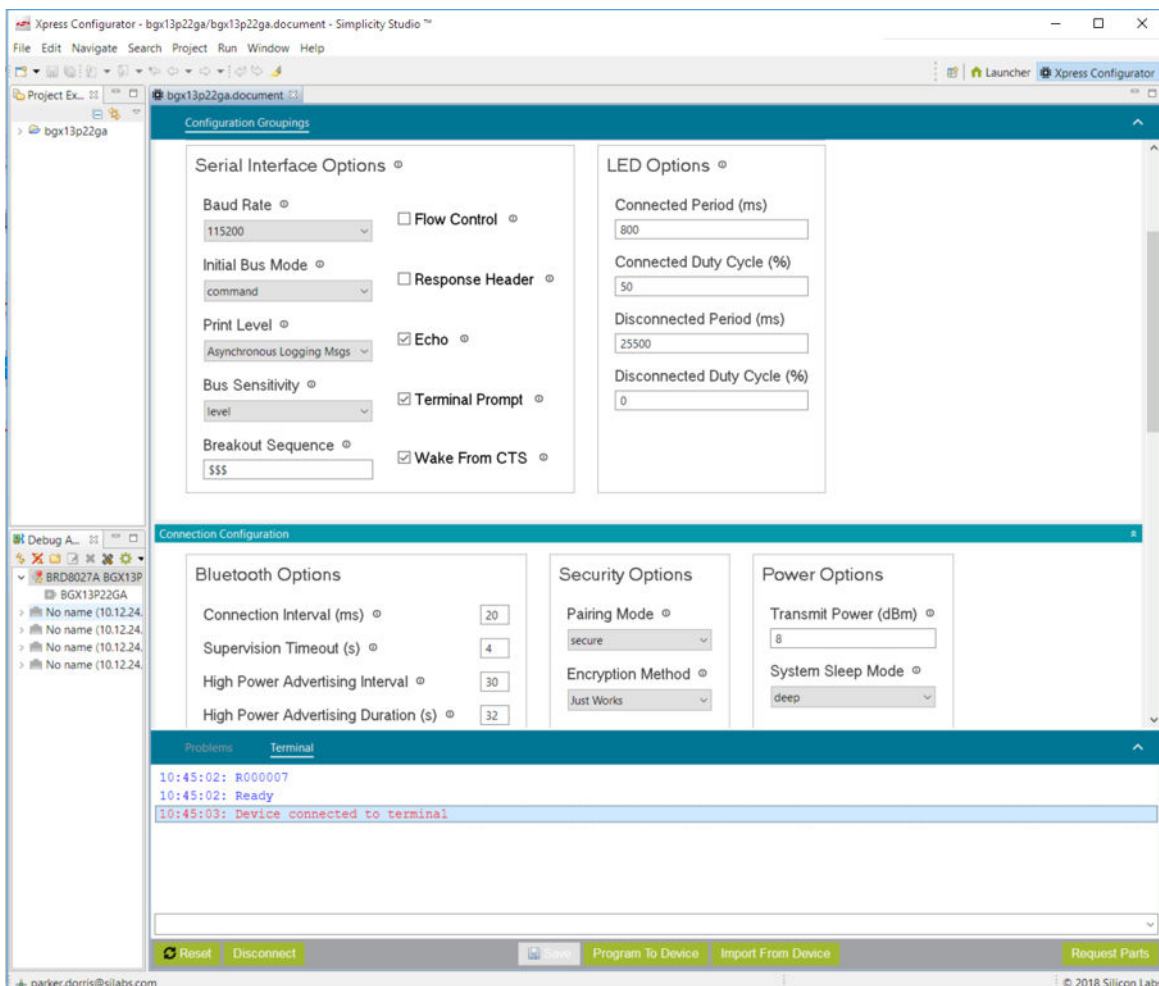 Xpress Configurator - bgx13p22ga/bgx13p22ga.document - Simplicity Studio ™
File Edit Navigate Search Project Run Window Help
Launcher Xpress Configurator
Project Ex...
bgx13p22ga
bgx13p22ga.document
Configuration Groupings
Serial Interface Options
Baud Rate
115200
Flow Control
Initial Bus Mode
command
Response Header
Print Level
Asynchronous Logging Msgs
Echo
Bus Sensitivity
level
Terminal Prompt
Breakout Sequence
$$$
Wake From CTS
LED Options
Connected Period (ms)
800
Connected Duty Cycle (%)
50
Disconnected Period (ms)
25500
Disconnected Duty Cycle (%)
0
Debug A...
BRD8027A BGX13P
BGX13P22GA
No name (10.12.24.
No name (10.12.24.
No name (10.12.24.
No name (10.12.24.
Connection Configuration
Bluetooth Options
Connection Interval (ms) 20
Supervision Timeout (s) 4
High Power Advertising Interval 30
High Power Advertising Duration (s) 32
Security Options
Pairing Mode
secure
Encryption Method
Just Works
Power Options
Transmit Power (dBm)
8
System Sleep Mode
deep
Problems Terminal
10:45:02: R000007
10:45:02: Ready
10:45:03: Device connected to terminal
Reset Disconnect Save Program To Device Import From Device Request Parts
parker.dorris@silabs.com © 2018 Silicon Labs